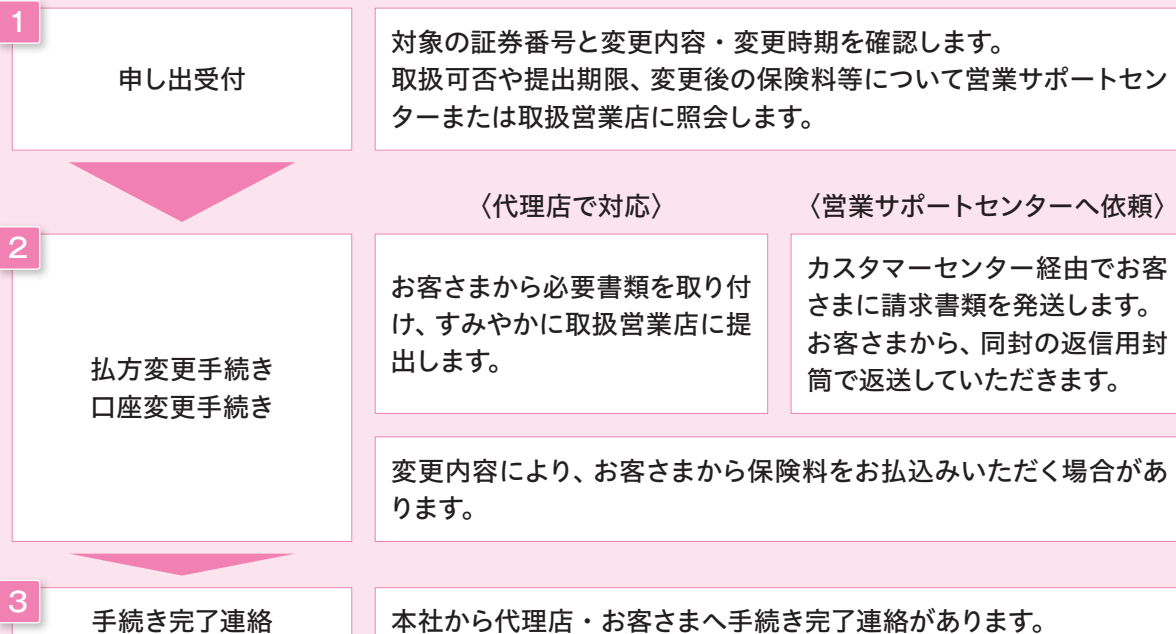 1
申し出受付
対象の証券番号と変更内容・変更時期を確認します。
取扱可否や提出期限、変更後の保険料等について営業サポートセン
ターまたは取扱営業店に照会します。
〈代理店で対応〉
〈営業サポートセンターへ依頼〉
2
払方変更手続き
口座変更手続き
お客さまから必要書類を取り付
け、すみやかに取扱営業店に提
出します。
カスタマーセンター経由でお客
さまに請求書類を発送します。
お客さまから、同封の返信用封
筒で返送していただきます。
変更内容により、お客さまから保険料をお払込みいただく場合があ
ります。
3
手続き完了連絡
本社から代理店・お客さまへ手続き完了連絡があります。